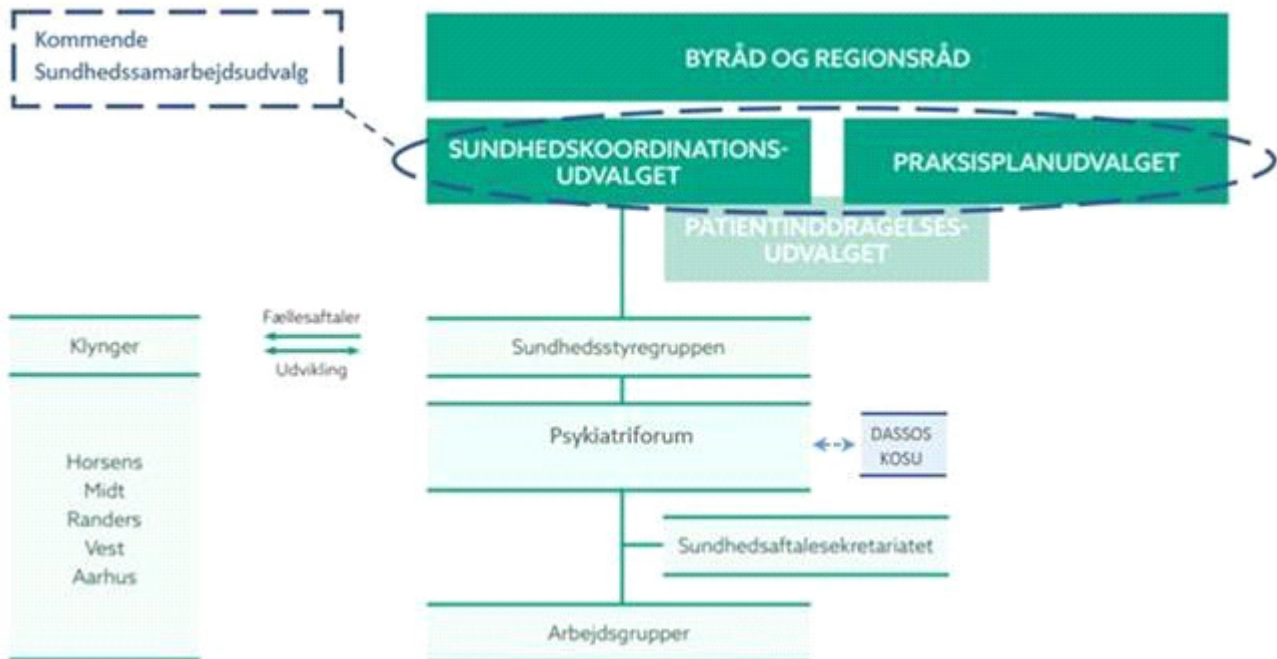 Kommende
Sundhedssamarbejdsudvalg
BYRÅD OG REGIONSRÅD
SUNDHEDSKOORDINATIONS-
UDVALGET
PRAKSISPLANUDVALGET
PATIENTINDDRAGELSES-
UDVALGET
Klynger
Fællesaftaler
Udvikling
Sundhedsstyregruppen
Horsens
Midt
Randers
Vest
Aarhus
Psykiatriforum
DASSOS
KOSU
Sundhedsaftalesekretariatet
Arbejdsgrupper